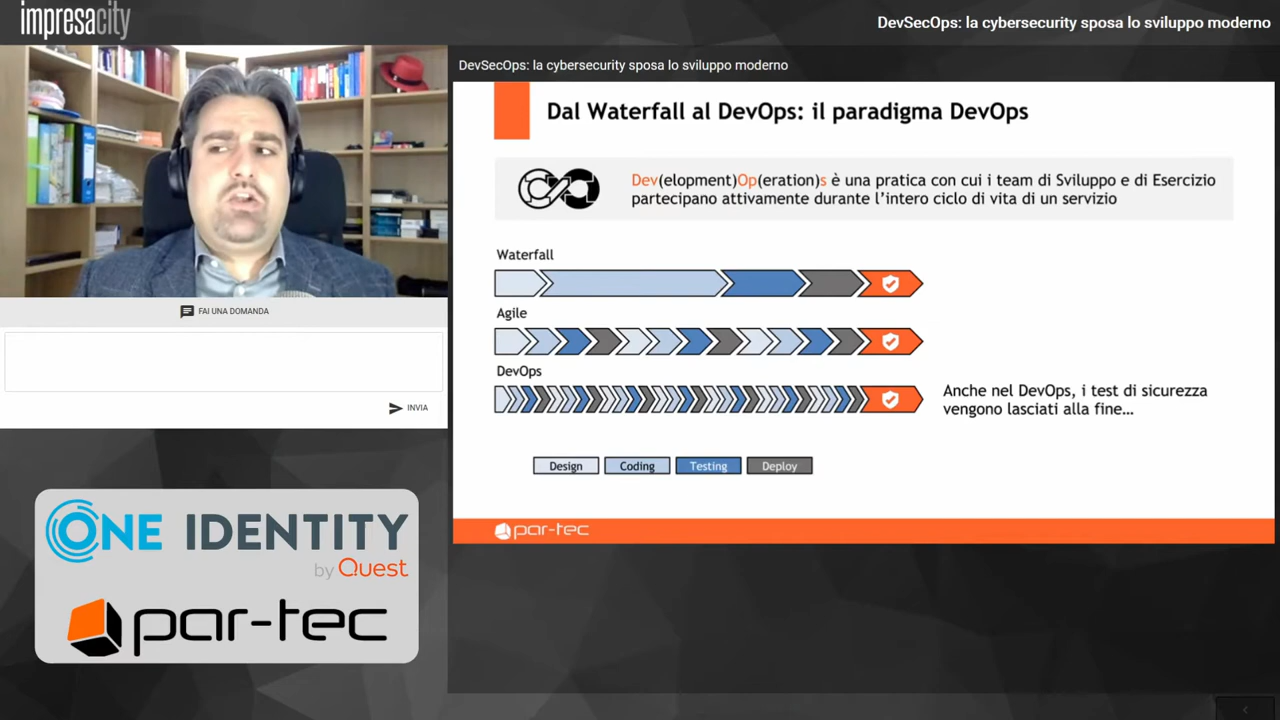 impresacity
DevSecOps: la cybersecurity sposa lo sviluppo moderno
DevSecOps: la cybersecurity sposa lo sviluppo moderno
Dal Waterfall al DevOps: il paradigma DevOps
Dev(elopment)Op(eration)s è una pratica con cui i team di Sviluppo e di Esercizio
partecipano attivamente durante l'intero ciclo di vita di un servizio
Waterfall
Agile
DevOps
Anche nel DevOps, i test di sicurezza
vengono lasciati alla fine…
Design
Coding
Testing
Deploy
par-tec
FAI UNA DOMANDA
INVIA
ONE IDENTITY
by Quest
par-tec